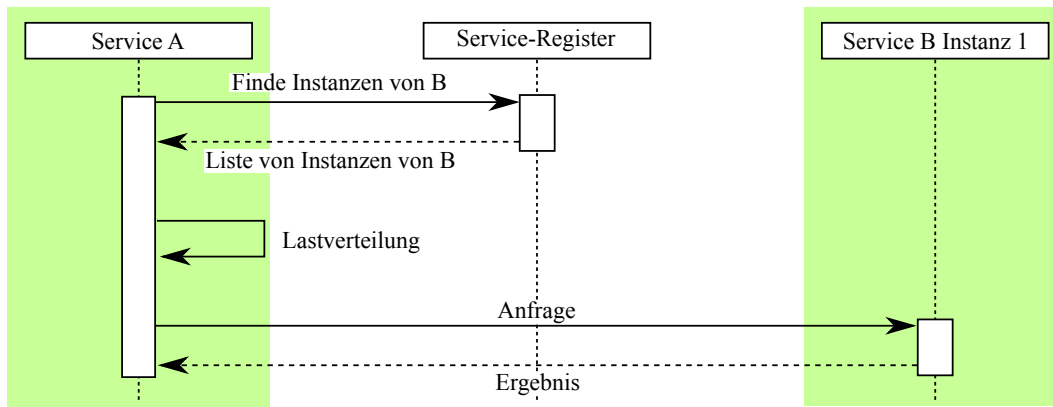 Service A
Service-Register
Service B Instanz 1
Finde Instanzen von B
Liste von Instanzen von B
Lastverteilung
Anfrage
Ergebnis